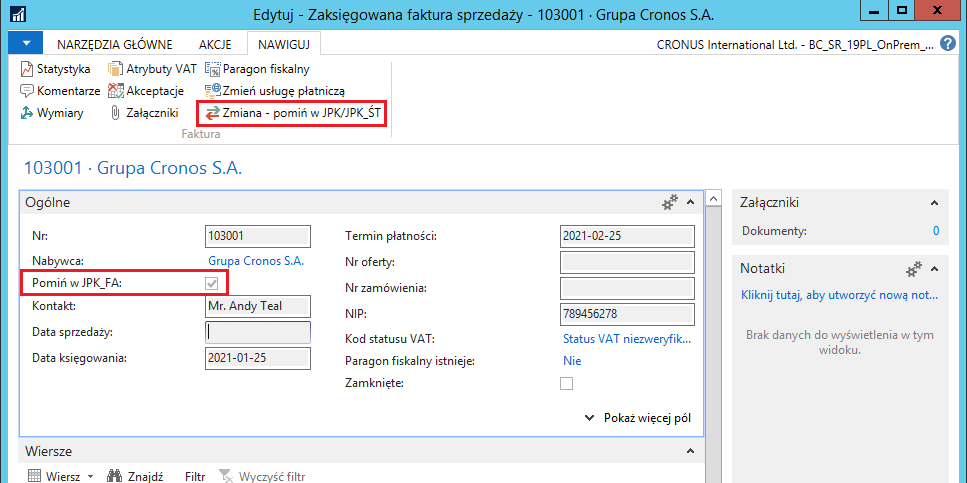 Edytuj - Zaksięgowana faktura sprzedaży - 103001 · Grupa Cronos S.A.
NARZĘDZIA GŁÓWNE AKCJE NAWIGUJ CRONUS International Ltd. - BC_SR_19PL_OnPrem_... ?
Statystyka Atrybuty VAT Paragon fiskalny
Komentarze Akceptacje Zmień usługę płatniczą
Wymiary Załączniki Zmiana - pomiń w JPK/JPK_ŚT
Faktura
103001 · Grupa Cronos S.A.
Ogólne
Nr: 103001
Nabywca: Grupa Cronos S.A.
Pomiń w JPK_FA:
Kontakt: Mr. Andy Teal
Data sprzedaży:
Data księgowania: 2021-01-25
Termin płatności: 2021-02-25
Nr oferty:
Nr zamówienia:
NIP: 789456278
Kod statusu VAT: Status VAT niezweryfik...
Paragon fiskalny istnieje: Nie
Zamknięte:
Pokaż więcej pól
Wiersze
Wiersz Znajdź Filtr Wyczyść filtr
Załączniki
Dokumenty: 0
Notatki
Kliknij tutaj, aby utworzyć nową not...
Brak danych do wyświetlenia w tym
widoku.